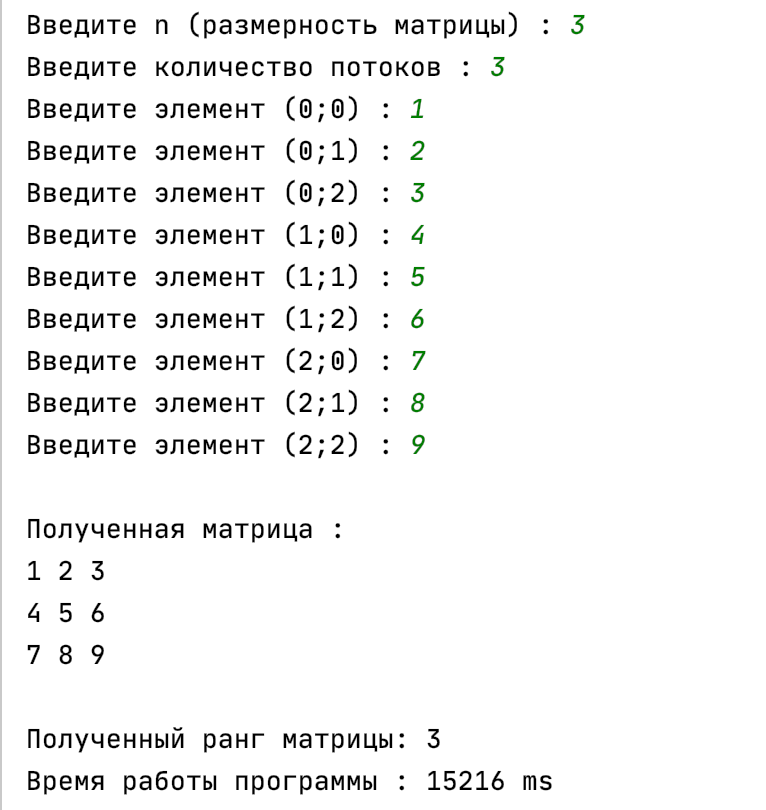 Введите n (размерность матрицы) : 3
Введите количество потоков : 3
Введите элемент (0;0) : 1
Введите элемент (0;1) : 2
Введите элемент (0;2) : 3
Введите элемент (1;0) : 4
Введите элемент (1;1) : 5
Введите элемент (1;2) : 6
Введите элемент (2;0) : 7
Введите элемент (2;1) : 8
Введите элемент (2;2) : 9
Полученная матрица :
1 2 3
4 5 6
7 8 9
Полученный ранг матрицы: 3
Время работы программы : 15216 ms